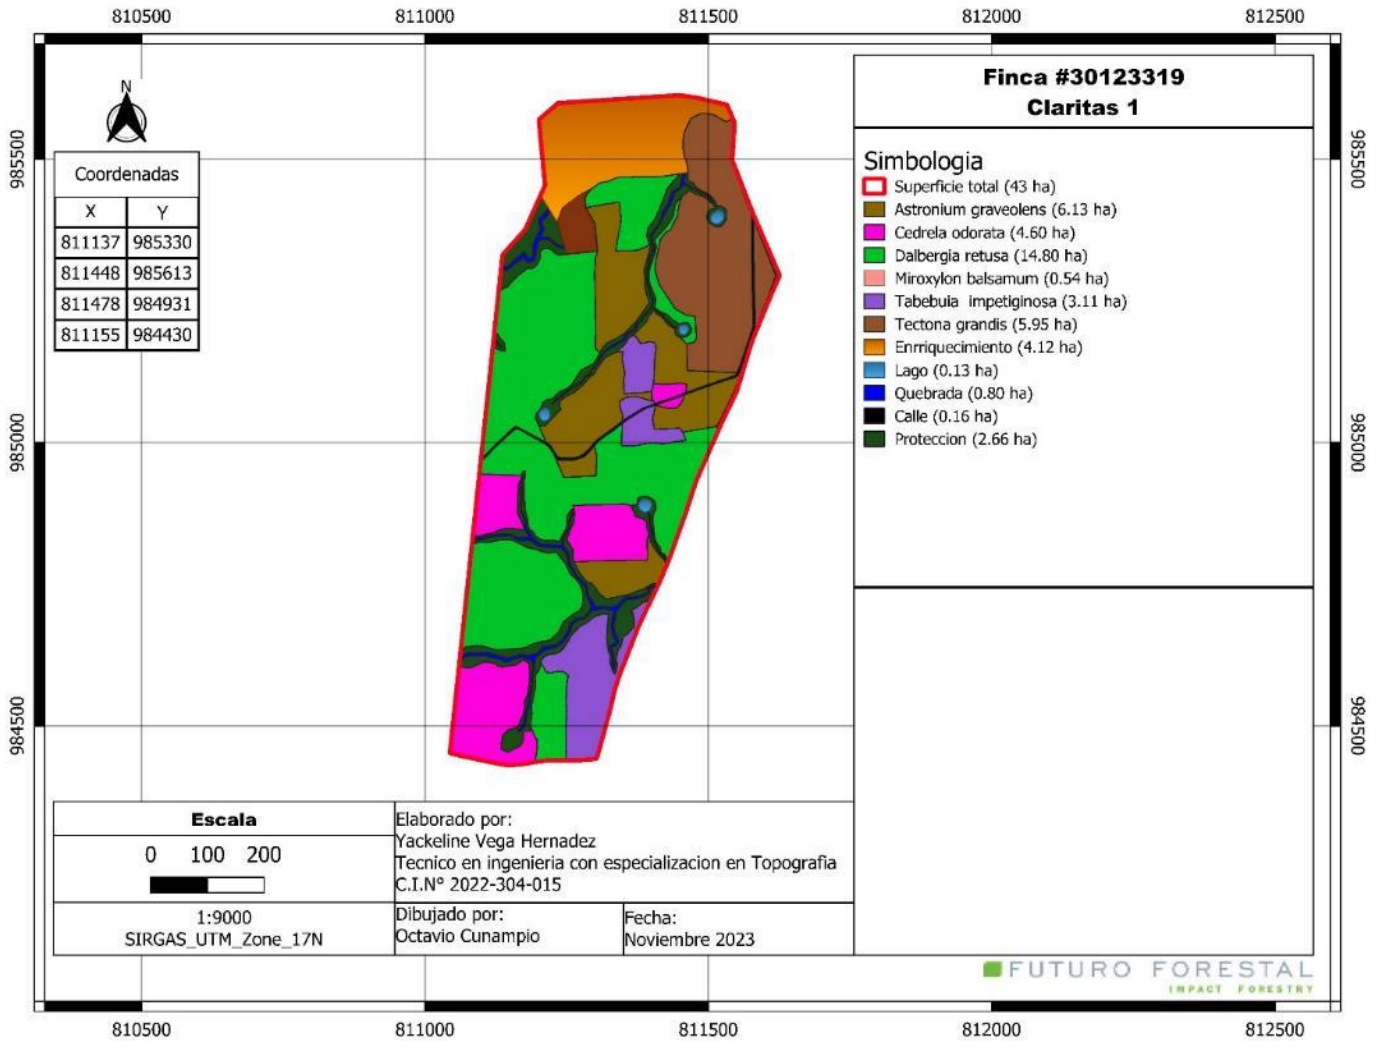 810500 811000 811500 812000 812500
Finca #30123319
Claritas 1
N
985500
985500
Coordenadas
X Y
811137 985330
811448 985613
811478 984931
811155 984430
Simbologia
Superficie total (43 ha)
Astronium graveolens (6.13 ha)
Cedrela odorata (4.60 ha)
Dalbergia retusa (14.80 ha)
Miroxylon balsamum (0.54 ha)
Tabebuia impetiginosa (3.11 ha)
Tectona grandis (5.95 ha)
Enrriquecimiento (4.12 ha)
Lago (0.13 ha)
Quebrada (0.80 ha)
Calle (0.16 ha)
Proteccion (2.66 ha)
985000
985000
984500
984500
Escala
0 100 200
1:9000
SIRGAS_UTM_Zone_17N
Elaborado por:
Yackeline Vega Hernadez
Tecnico en ingenieria con especializacion en Topografia
C.I.N° 2022-304-015
Dibujado por:
Octavio Cunampio
Fecha:
Noviembre 2023
FUTURO FORESTAL
IMPACT FORESTRY
810500 811000 811500 812000 812500